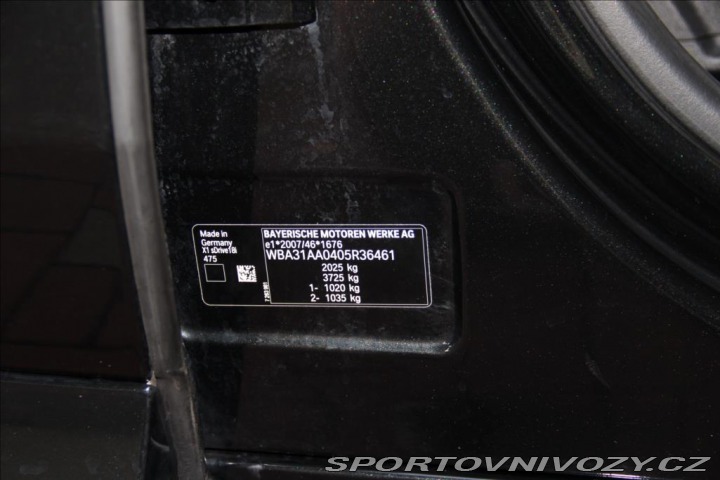 Made in
Germany
X1 sDrive18i
475
BAYERISCHE MOTOREN WERKE AG
e1*2007/46*1676
WBA31AA0405R36461
2025 kg
3725 kg
1- 1020 kg
2- 1035 kg
SPORTOVNIVOZY.CZ